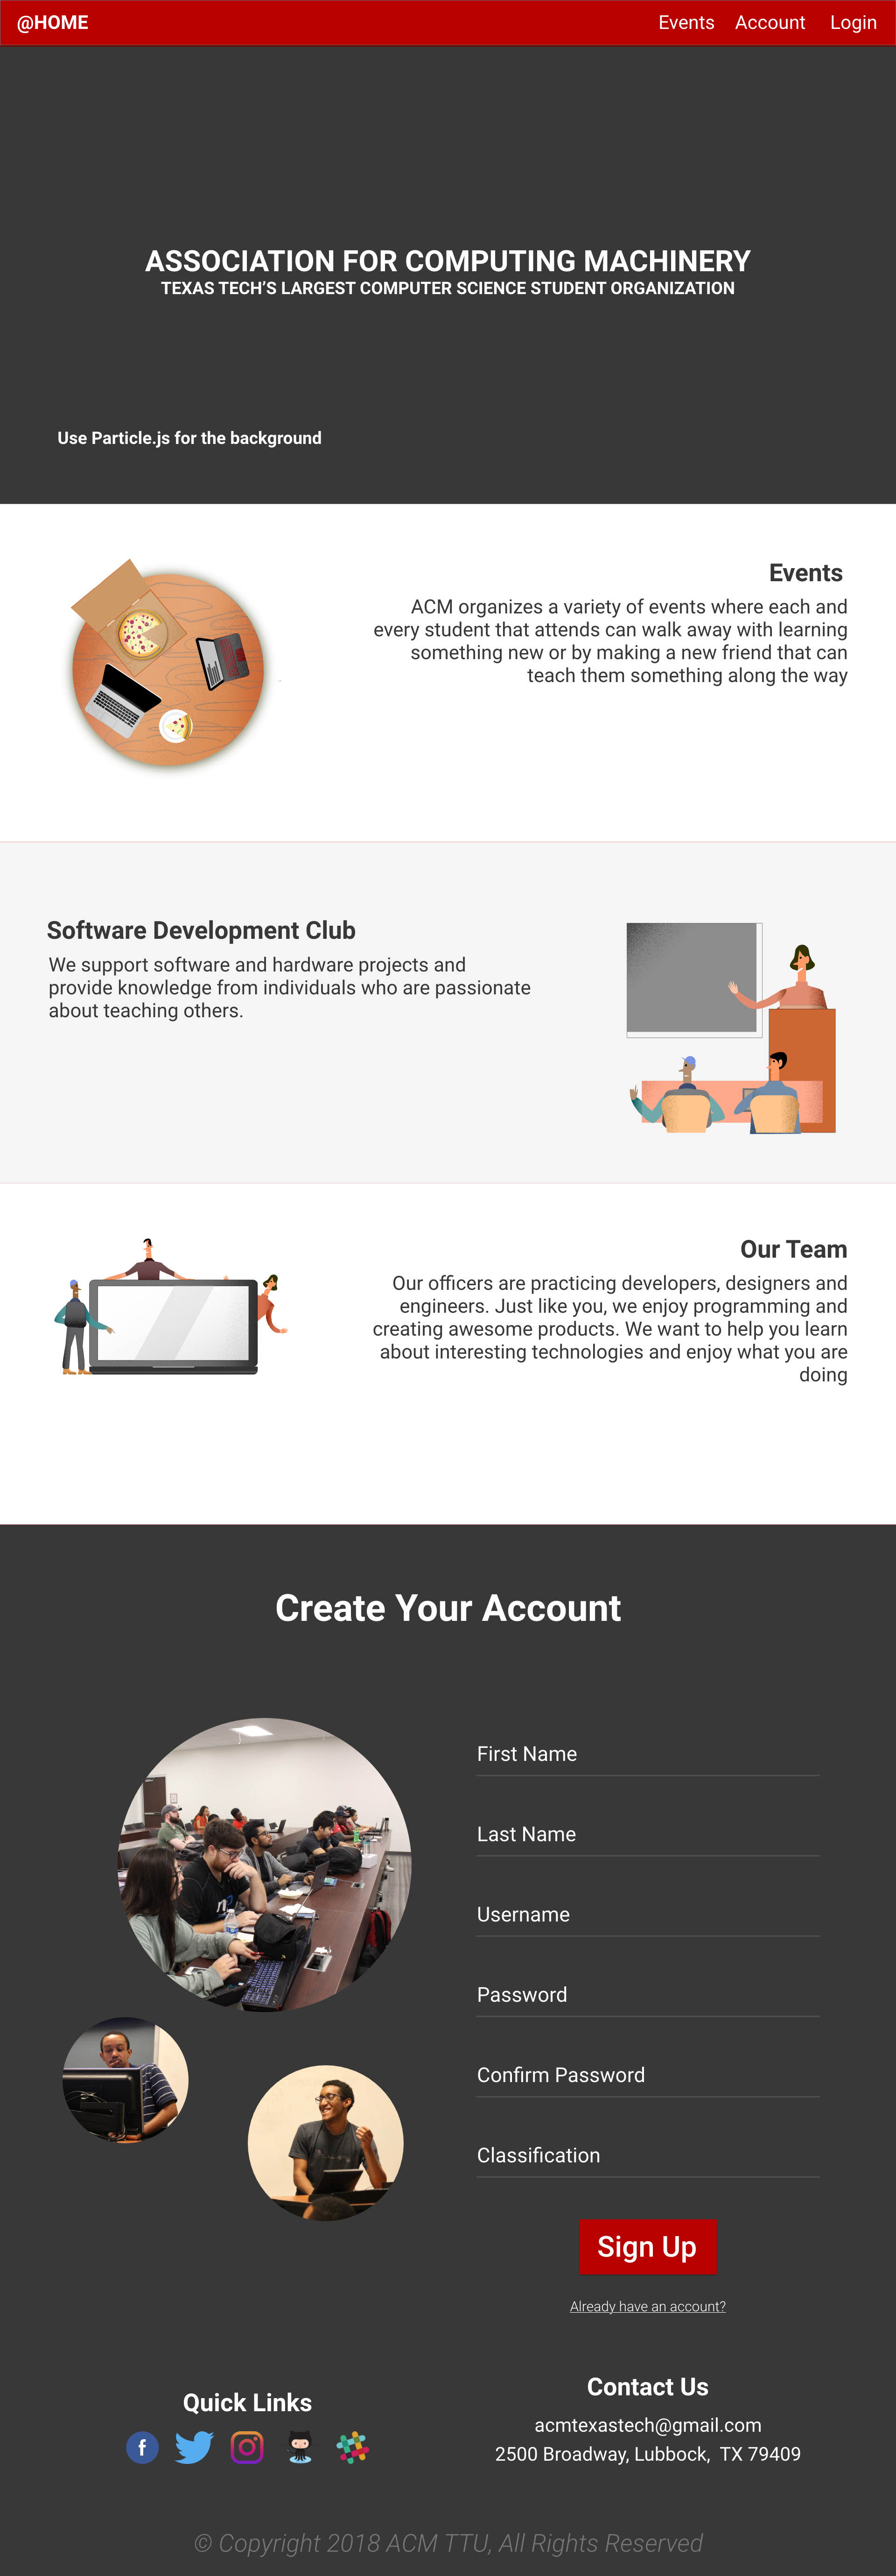 @HOME
Events Account Login
ASSOCIATION FOR COMPUTING MACHINERY
TEXAS TECH’S LARGEST COMPUTER SCIENCE STUDENT ORGANIZATION
Use Particle.js for the background
Events
ACM organizes a variety of events where each and
every student that attends can walk away with learning
something new or by making a new friend that can
teach them something along the way
Software Development Club
We support software and hardware projects and
provide knowledge from individuals who are passionate
about teaching others.
Our Team
Our officers are practicing developers, designers and
engineers. Just like you, we enjoy programming and
creating awesome products. We want to help you learn
about interesting technologies and enjoy what you are
doing
Create Your Account
First Name
Last Name
Username
Password
Confirm Password
Classification
Sign Up
Already have an account?
Quick Links
f
Contact Us
acmtexastech@gmail.com
2500 Broadway, Lubbock, TX 79409
© Copyright 2018 ACM TTU, All Rights Reserved